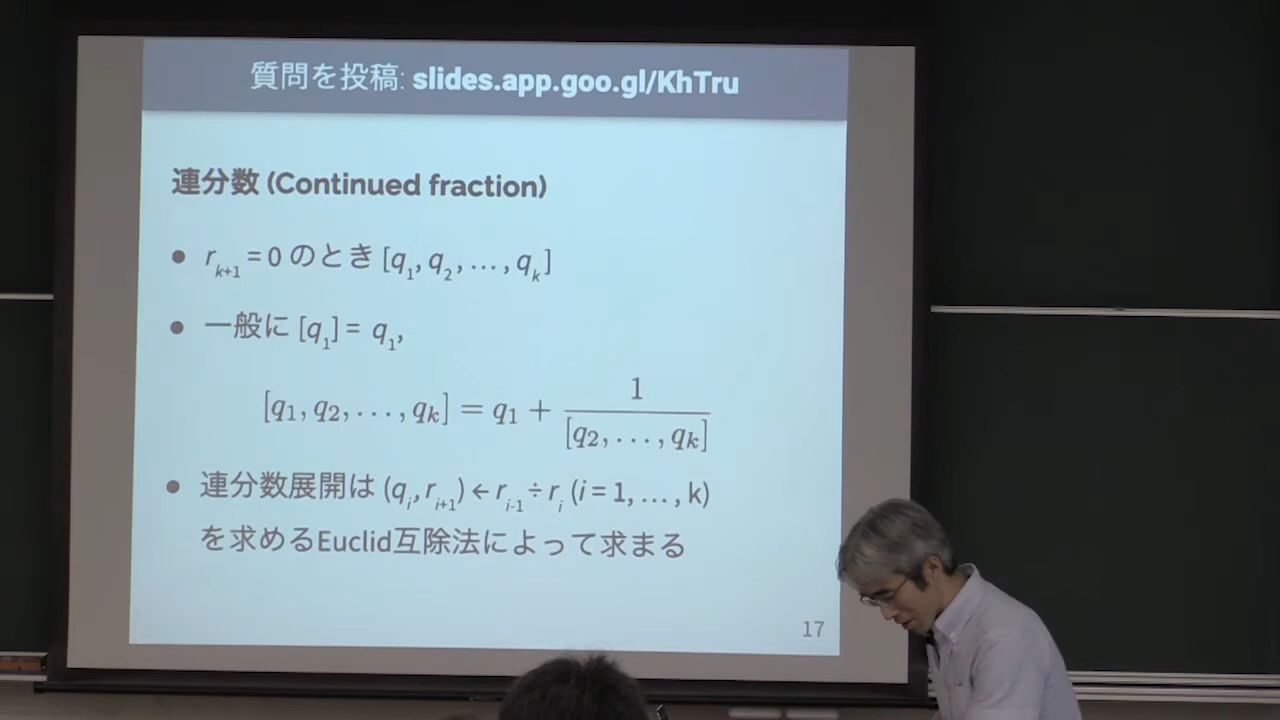 質問を投稿: slides.app.goo.gl/KhTru
連分数 (Continued fraction)
● r_{k+1} = 0 のとき [q_1, q_2, …, q_k]
● 一般に [q_1] = q_1,
[q_1, q_2, …, q_k] = q_1 + \frac{1}{[q_2, …, q_k]}
● 連分数展開は (q_i, r_{i+1}) ← r_{i-1} ÷ r_i (i = 1, …, k)
を求めるEuclid互除法によって求まる
17